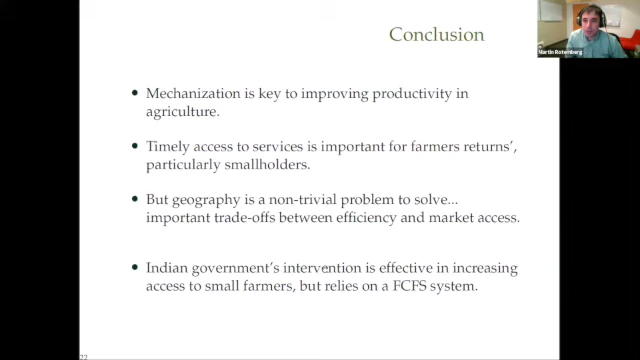 Conclusion
Martin Rotemberg
Mechanization is key to improving productivity in
agriculture.
Timely access to services is important for farmers returns',
particularly smallholders.
But geography is a non-trivial problem to solve...
important trade-offs between efficiency and market access.
Indian government's intervention is effective in increasing
access to small farmers, but relies on a FCFS system.
22